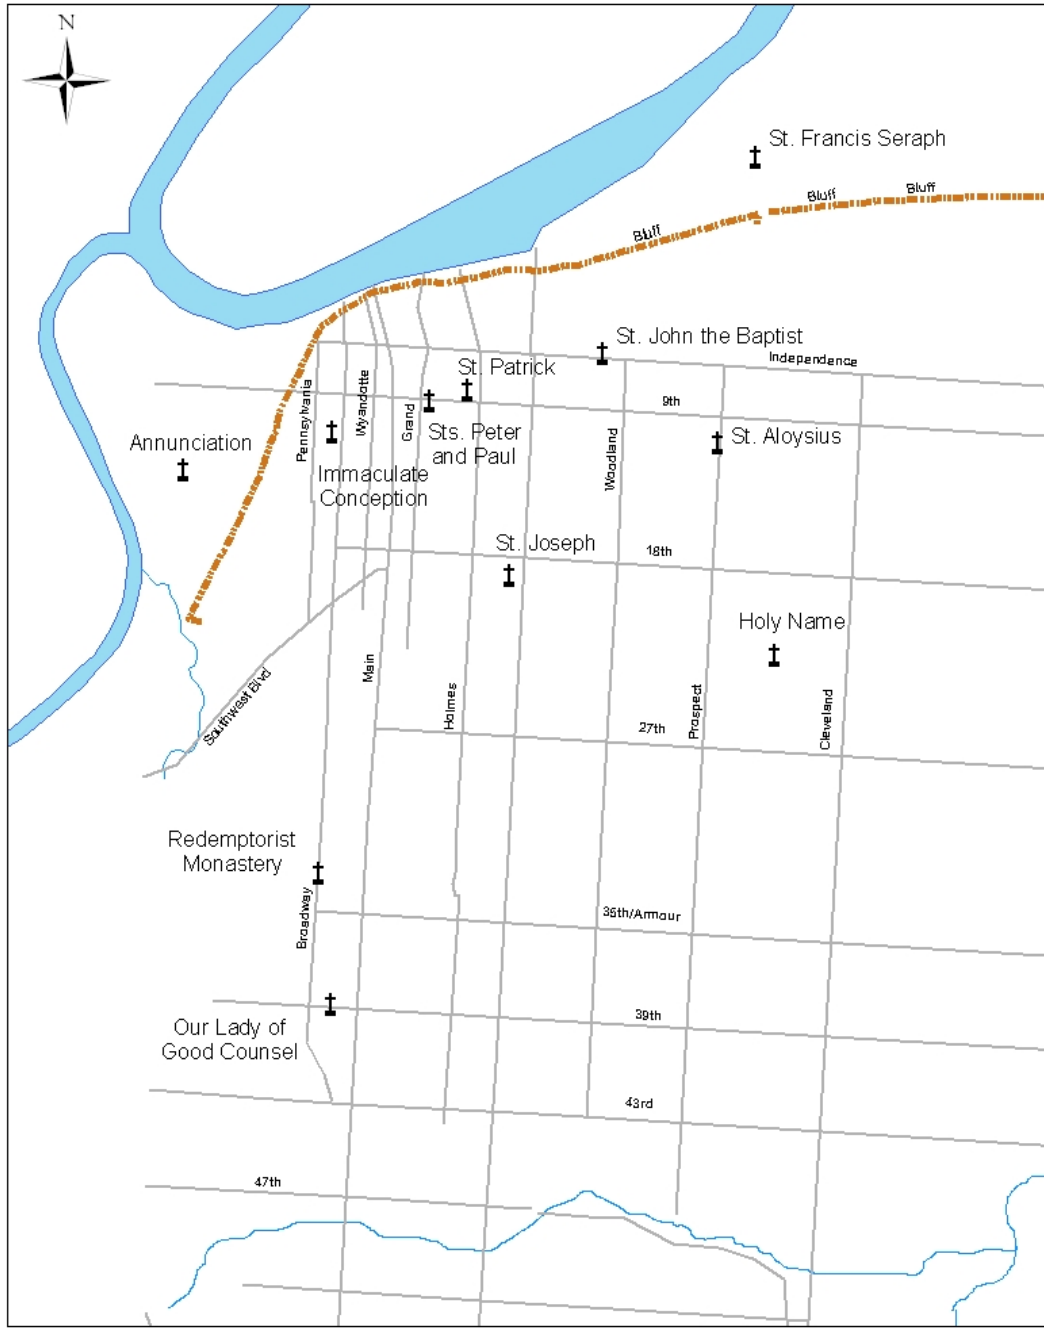 N
St. Francis Seraph
Bluff
Bluff
Bluff
St. John the Baptist
Independence
St. Patrick
9th
Pennsylvania
Wyandotte
Grand
Sts. Peter
and Paul
St. Aloysius
Annunciation
Woodland
Immaculate
Conception
St. Joseph
18th
Holy Name
Main
Southwest Blvd
Holmes
Prospect
Cleveland
27th
Redemptorist
Monastery
Broadway
35th/Armour
39th
Our Lady of
Good Counsel
43rd
47th